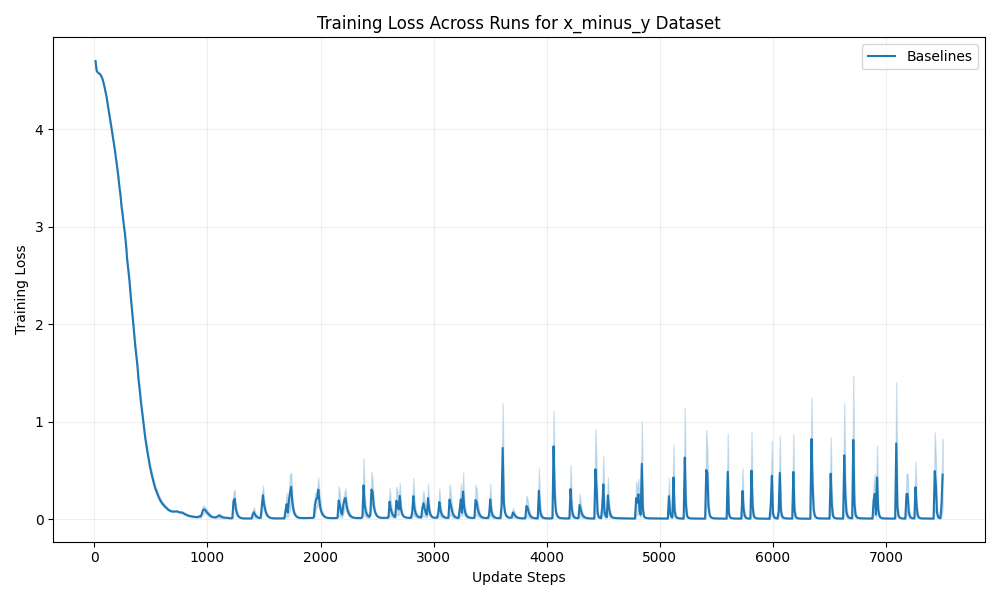 Training Loss Across Runs for x_minus_y Dataset
Baselines
Training Loss
4
3
2
1
0
0 1000 2000 3000 4000 5000 6000 7000
Update Steps